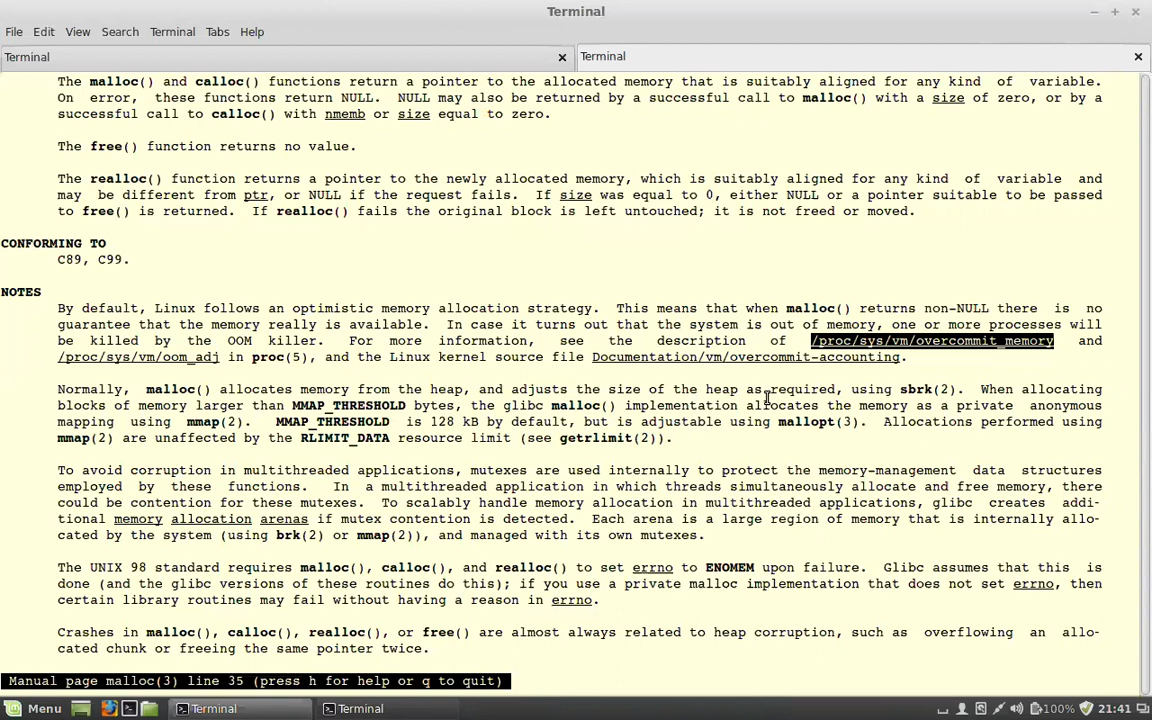 Terminal
File Edit View Search Terminal Tabs Help
Terminal Terminal
The malloc() and calloc() functions return a pointer to the allocated memory that is suitably aligned for any kind of variable.
On error, these functions return NULL. NULL may also be returned by a successful call to malloc() with a size of zero, or by a
successful call to calloc() with nmemb or size equal to zero.
The free() function returns no value.
The realloc() function returns a pointer to the newly allocated memory, which is suitably aligned for any kind of variable and
may be different from ptr, or NULL if the request fails. If size was equal to 0, either NULL or a pointer suitable to be passed
to free() is returned. If realloc() fails the original block is left untouched; it is not freed or moved.
CONFORMING TO
C89, C99.
NOTES
By default, Linux follows an optimistic memory allocation strategy. This means that when malloc() returns non-NULL there is no
guarantee that the memory really is available. In case it turns out that the system is out of memory, one or more processes will
be killed by the OOM killer. For more information, see the description of /proc/sys/vm/overcommit_memory and
/proc/sys/vm/oom_adj in proc(5), and the Linux kernel source file Documentation/vm/overcommit-accounting.
Normally, malloc() allocates memory from the heap, and adjusts the size of the heap as required, using sbrk(2). When allocating
blocks of memory larger than MMAP_THRESHOLD bytes, the glibc malloc() implementation allocates the memory as a private anonymous
mapping using mmap(2). MMAP_THRESHOLD is 128 kB by default, but is adjustable using mallopt(3). Allocations performed using
mmap(2) are unaffected by the RLIMIT_DATA resource limit (see getrlimit(2)).
To avoid corruption in multithreaded applications, mutexes are used internally to protect the memory-management data structures
employed by these functions. In a multithreaded application in which threads simultaneously allocate and free memory, there
could be contention for these mutexes. To scalably handle memory allocation in multithreaded applications, glibc creates addi-
tional memory allocation arenas if mutex contention is detected. Each arena is a large region of memory that is internally allo-
cated by the system (using brk(2) or mmap(2)), and managed with its own mutexes.
The UNIX 98 standard requires malloc(), calloc(), and realloc() to set errno to ENOMEM upon failure. Glibc assumes that this is
done (and the glibc versions of these routines do this); if you use a private malloc implementation that does not set errno, then
certain library routines may fail without having a reason in errno.
Crashes in malloc(), calloc(), realloc(), or free() are almost always related to heap corruption, such as overflowing an allo-
cated chunk or freeing the same pointer twice.
Manual page malloc(3) line 35 (press h for help or q to quit)
Menu Terminal Terminal 100% 21:41